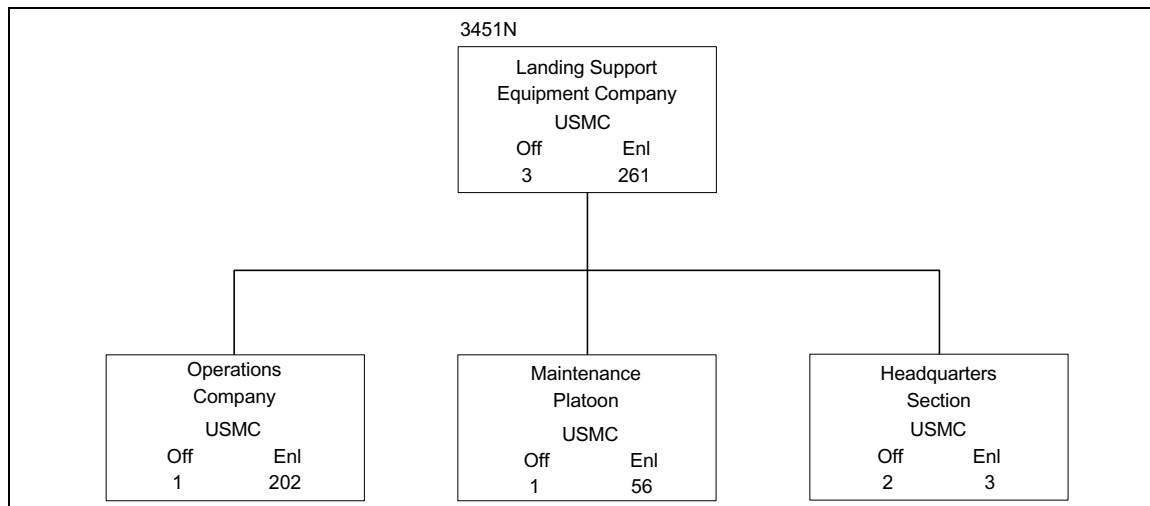 3451N
Landing Support
Equipment Company
USMC
Off Enl
3 261
Operations
Company
USMC
Off Enl
1 202
Maintenance
Platoon
USMC
Off Enl
1 56
Headquarters
Section
USMC
Off Enl
2 3